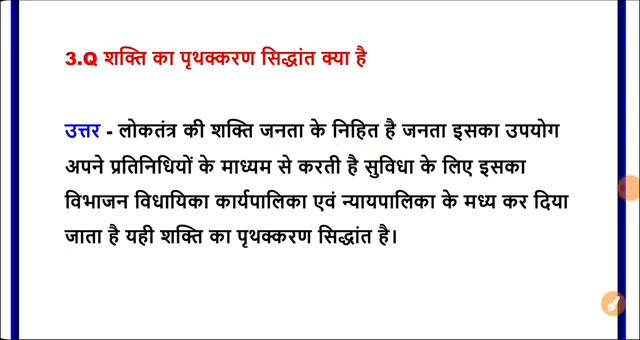 3.Q शक्ति का पृथक्करण सिद्धांत क्या है
उत्तर - लोकतंत्र की शक्ति जनता के निहित है जनता इसका उपयोग
अपने प्रतिनिधियों के माध्यम से करती है सुविधा के लिए इसका
विभाजन विधायिका कार्यपालिका एवं न्यायपालिका के मध्य कर दिया
जाता है यही शक्ति का पृथक्करण सिद्धांत है।